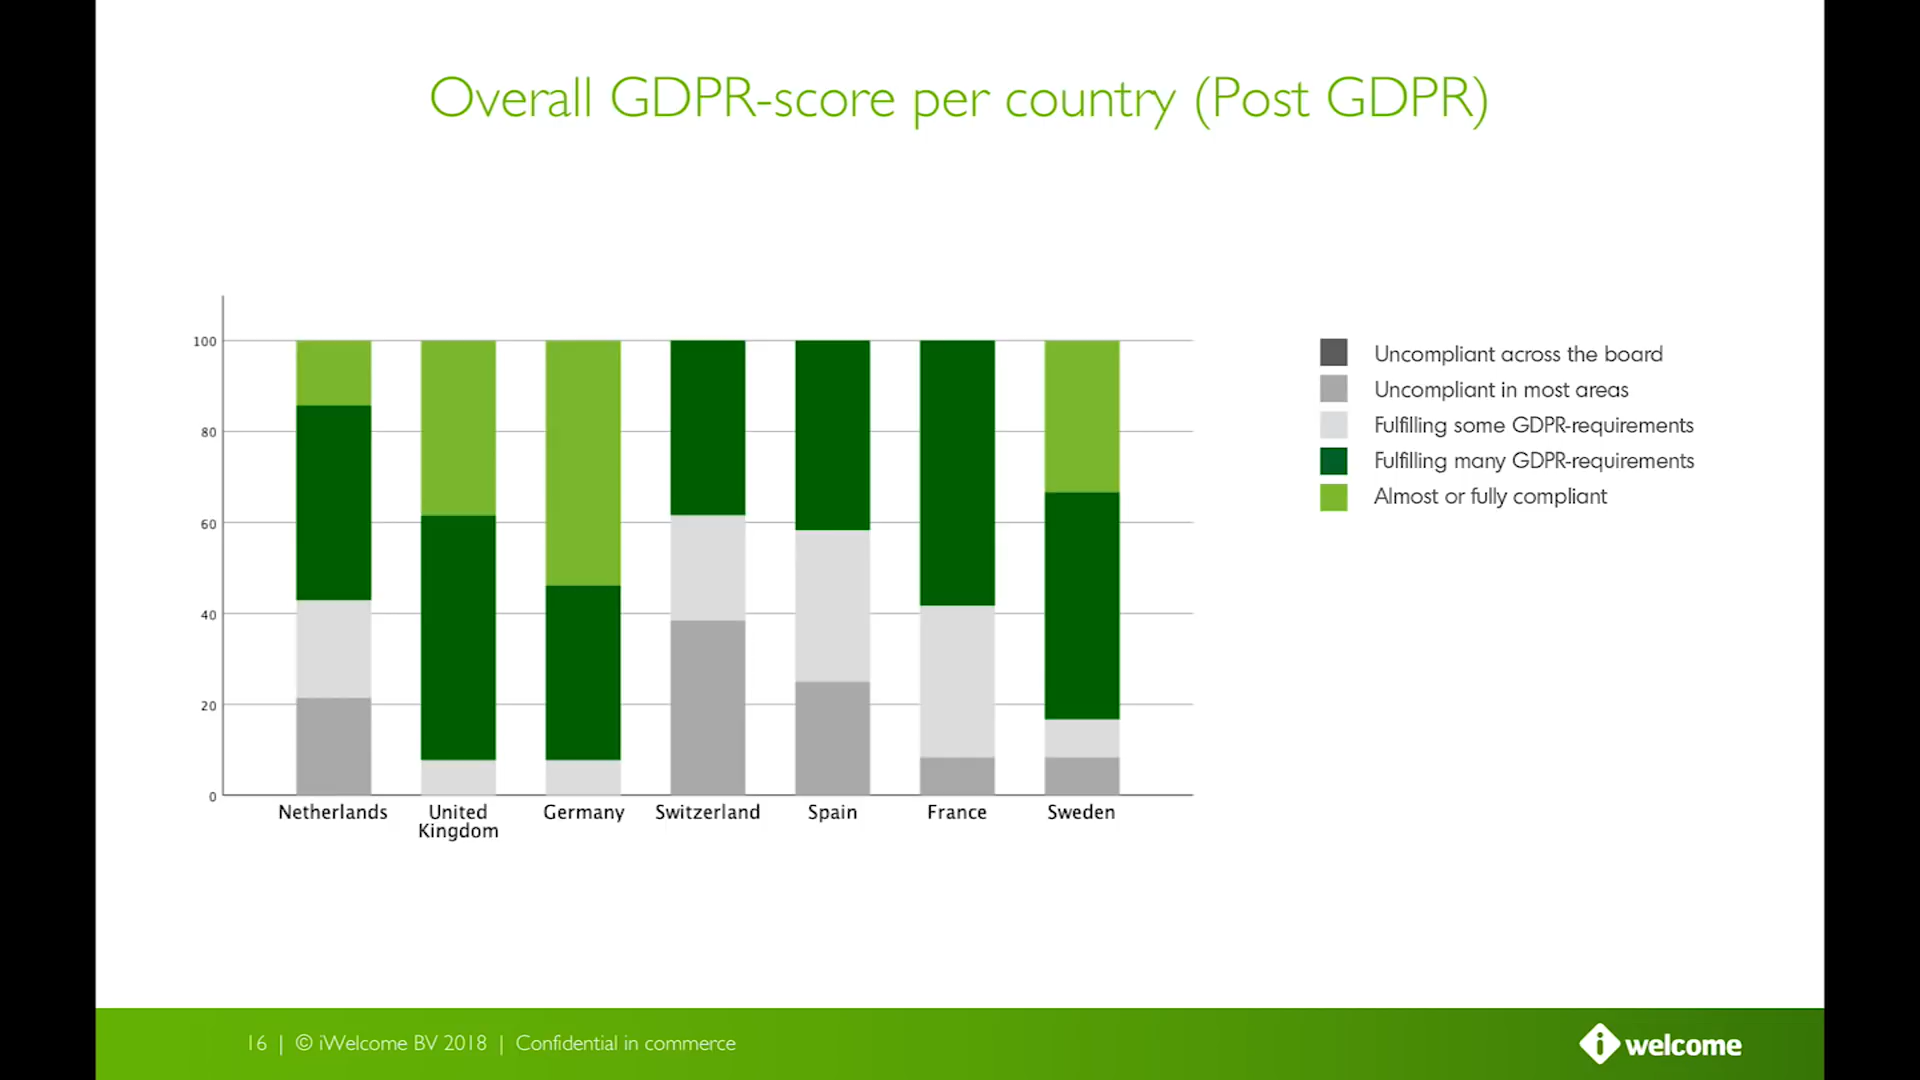 Overall GDPR-score per country (Post GDPR)
100
80
60
40
20
0
Netherlands
United
Kingdom
Germany
Switzerland
Spain
France
Sweden
Uncompliant across the board
Uncompliant in most areas
Fulfilling some GDPR-requirements
Fulfilling many GDPR-requirements
Almost or fully compliant
16 | © iWelcome BV 2018 | Confidential in commerce
i welcome